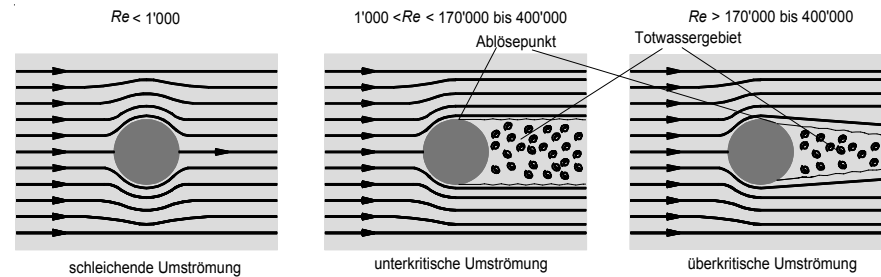 Re < 1'000
1'000 <Re < 170'000 bis 400'000
Re > 170'000 bis 400'000
Ablösepunkt
Totwassergebiet
schleichende Umströmung
unterkritische Umströmung
überkritische Umströmung